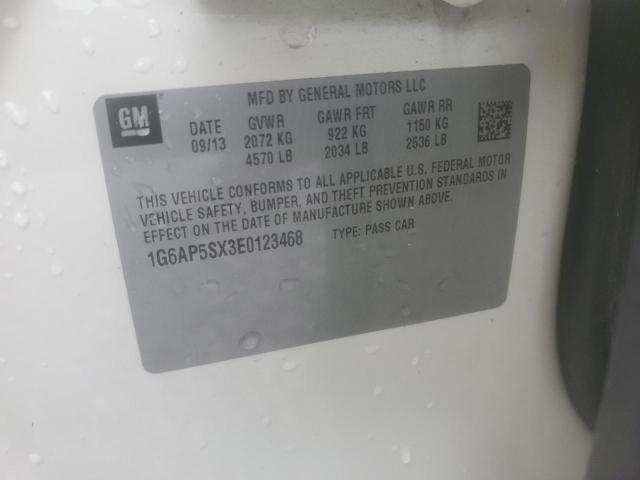 GM
MFD BY GENERAL MOTORS LLC
DATE GVWR GAWR FRT GAWR RR
09/13 2072 KG 922 KG 1150 KG
4570 LB 2034 LB 2536 LB
THIS VEHICLE CONFORMS TO ALL APPLICABLE U.S. FEDERAL MOTOR
VEHICLE SAFETY, BUMPER, AND THEFT PREVENTION STANDARDS IN
EFFECT ON THE DATE OF MANUFACTURE SHOWN ABOVE.
1G6AP5SX3E0123468 TYPE: PASS CAR